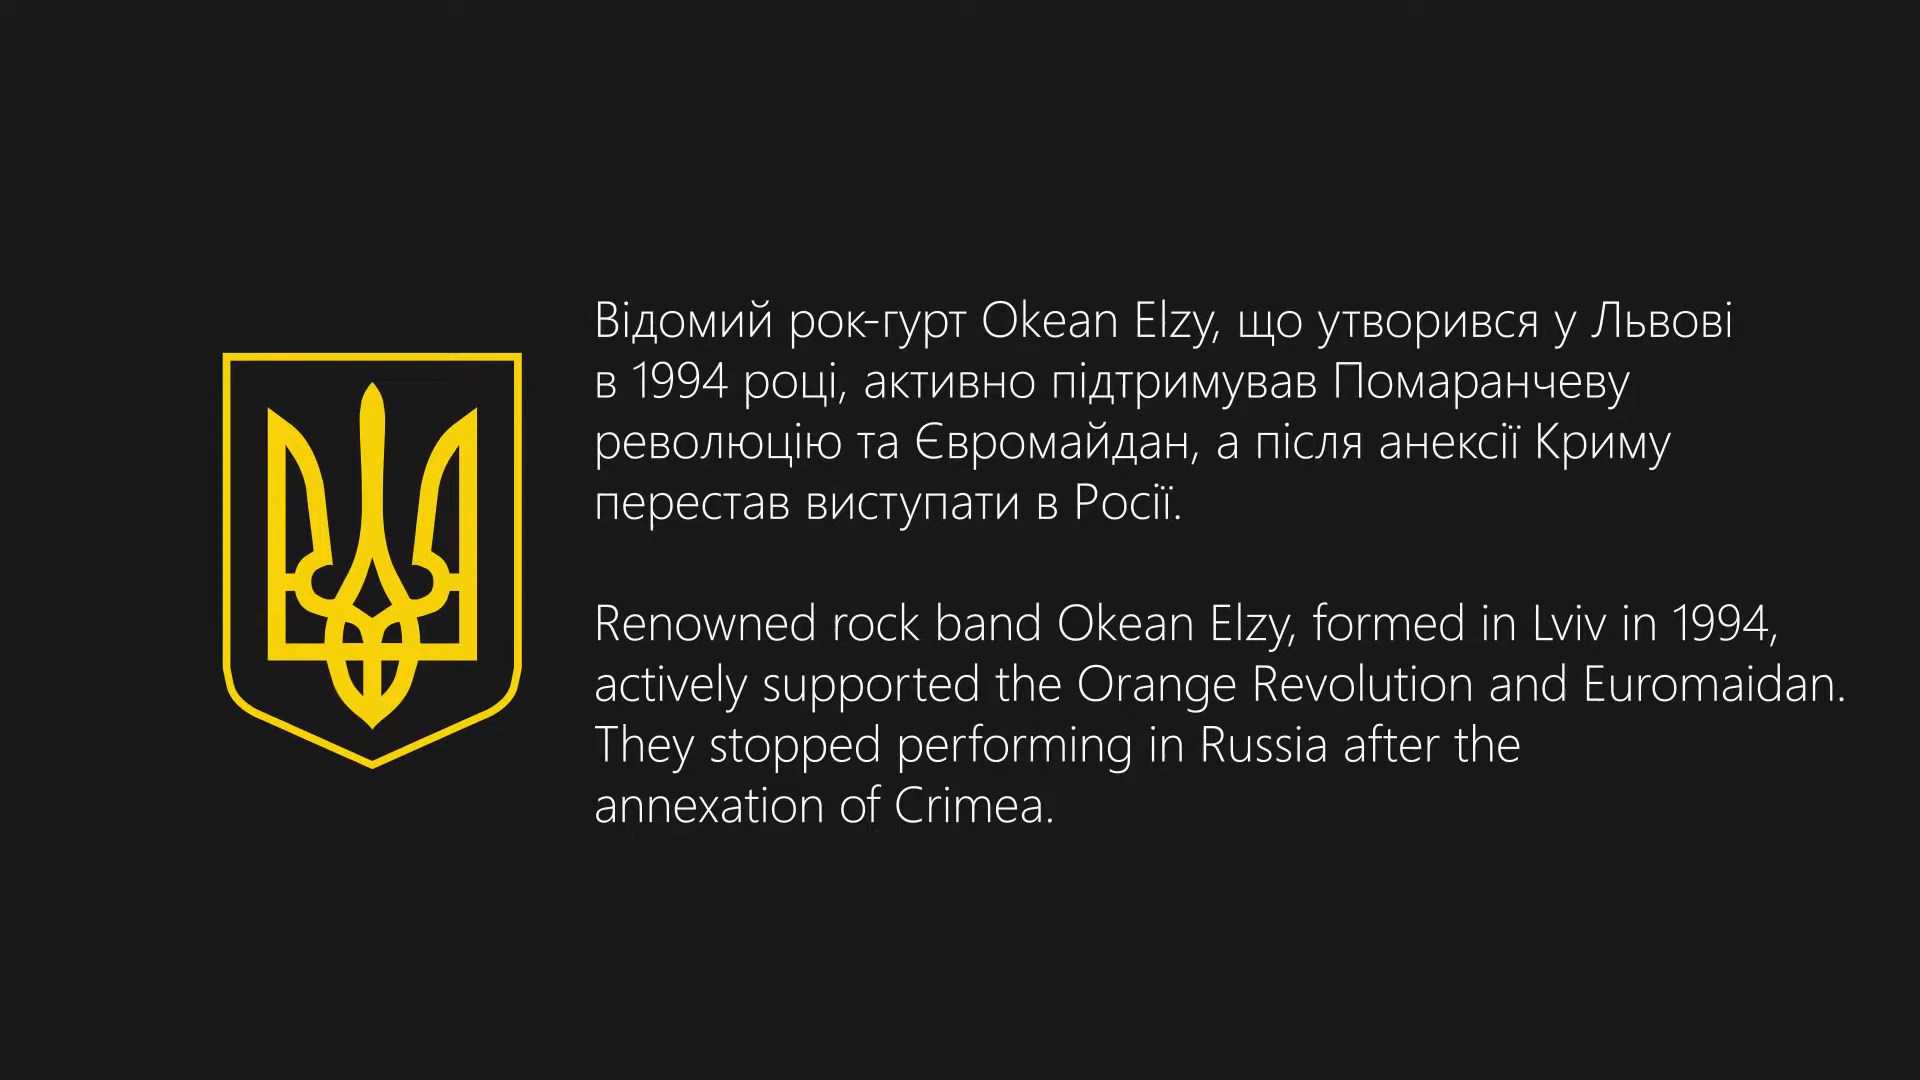 Відомий рок-гурт Okean Elzy, що утворився у Львові
в 1994 році, активно підтримував Помаранчеву
революцію та Євромайдан, а після анексії Криму
перестав виступати в Росії.
Renowned rock band Okean Elzy, formed in Lviv in 1994,
actively supported the Orange Revolution and Euromaidan.
They stopped performing in Russia after the
annexation of Crimea.